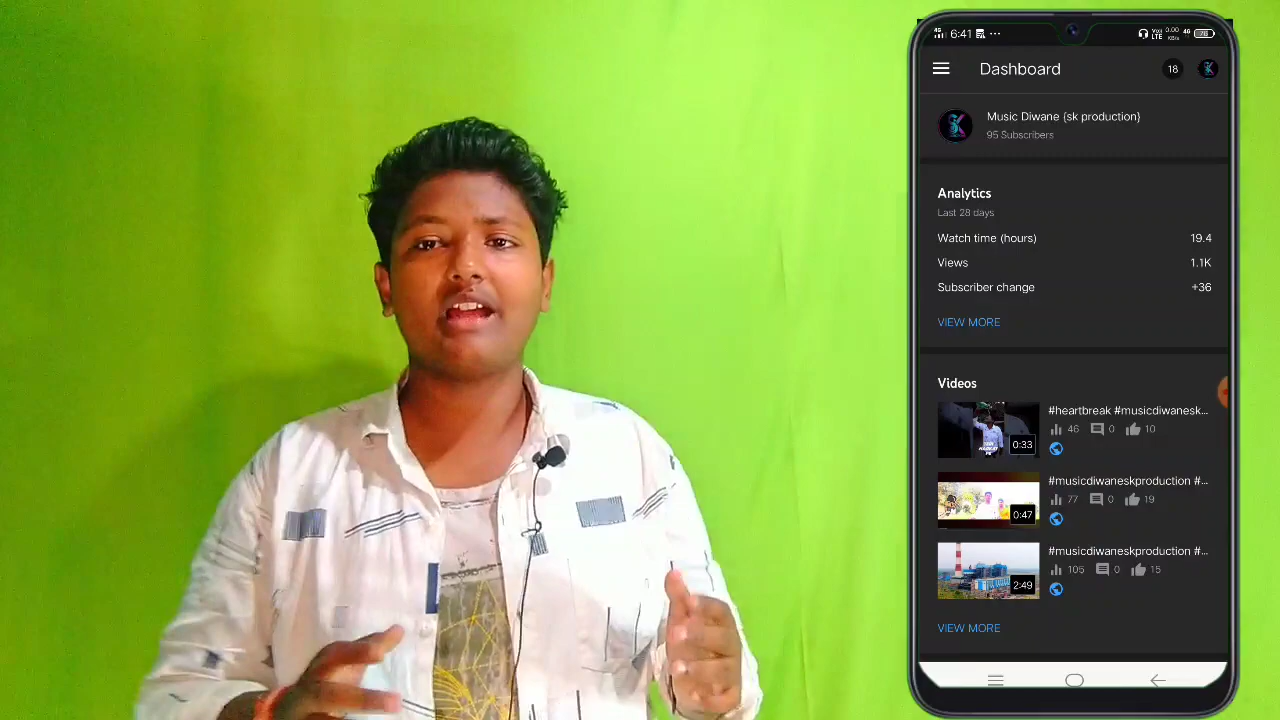 6:41
Dashboard
18
Music Diwane {sk production}
95 Subscribers
Analytics
Last 28 days
Watch time (hours) 19.4
Views 1.1K
Subscriber change +36
VIEW MORE
Videos
#heartbreak #musicdiwanesk...
46 0 10
0:33
#musicdiwaneskproduction #...
77 0 19
0:47
#musicdiwaneskproduction #...
105 0 15
2:49
VIEW MORE